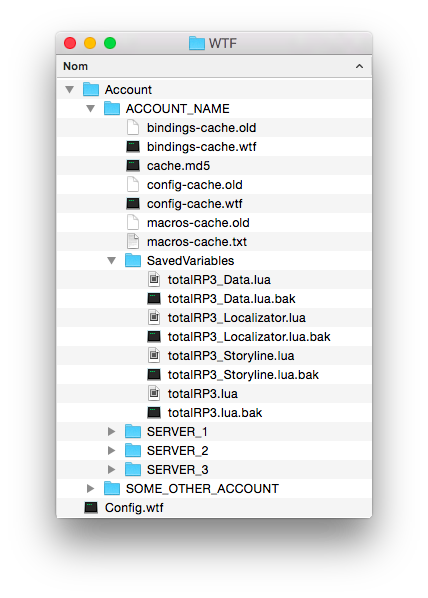 WTF
Nom
Account
ACCOUNT_NAME
bindings-cache.old
bindings-cache.wtf
cache.md5
config-cache.old
config-cache.wtf
macros-cache.old
macros-cache.txt
SavedVariables
totalRP3_Data.lua
totalRP3_Data.lua.bak
totalRP3_Localizator.lua
totalRP3_Localizator.lua.bak
totalRP3_Storyline.lua
totalRP3_Storyline.lua.bak
totalRP3.lua
totalRP3.lua.bak
SERVER_1
SERVER_2
SERVER_3
SOME_OTHER_ACCOUNT
Config.wtf